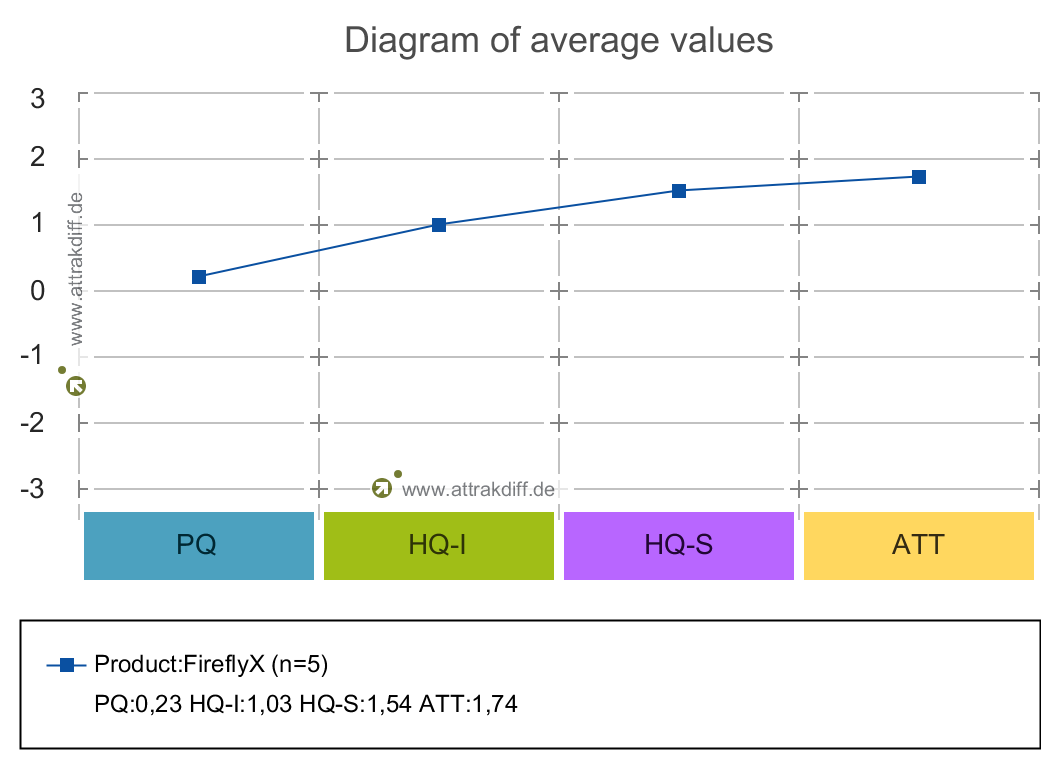 Diagram of average values
3
2
1
0
-1
-2
-3
www.attrakdiff.de
www.attrakdiff.de
PQ HQ-I HQ-S ATT
Product:FireflyX (n=5)
PQ:0,23 HQ-I:1,03 HQ-S:1,54 ATT:1,74